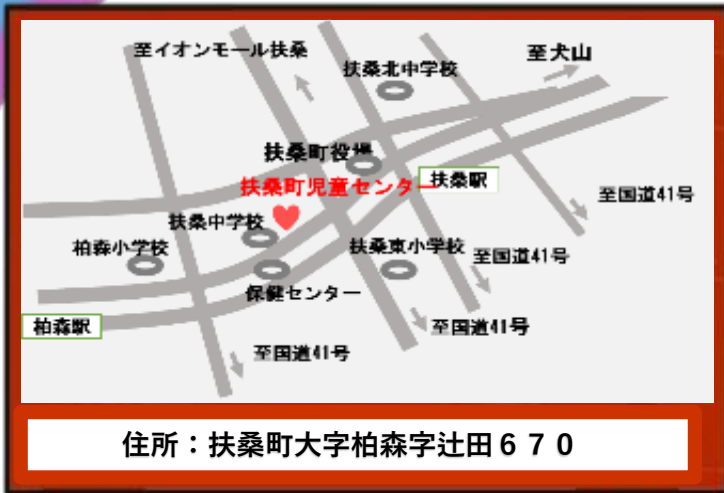 至イオンモール扶桑
扶桑北中学校
至犬山
扶桑町役場
扶桑町児童センター
扶桑駅
至国道41号
扶桑中学校
柏森小学校
扶桑東小学校
至国道41号
保健センター
柏森駅
至国道41号
至国道41号
住所：扶桑町大字柏森字辻田６７０